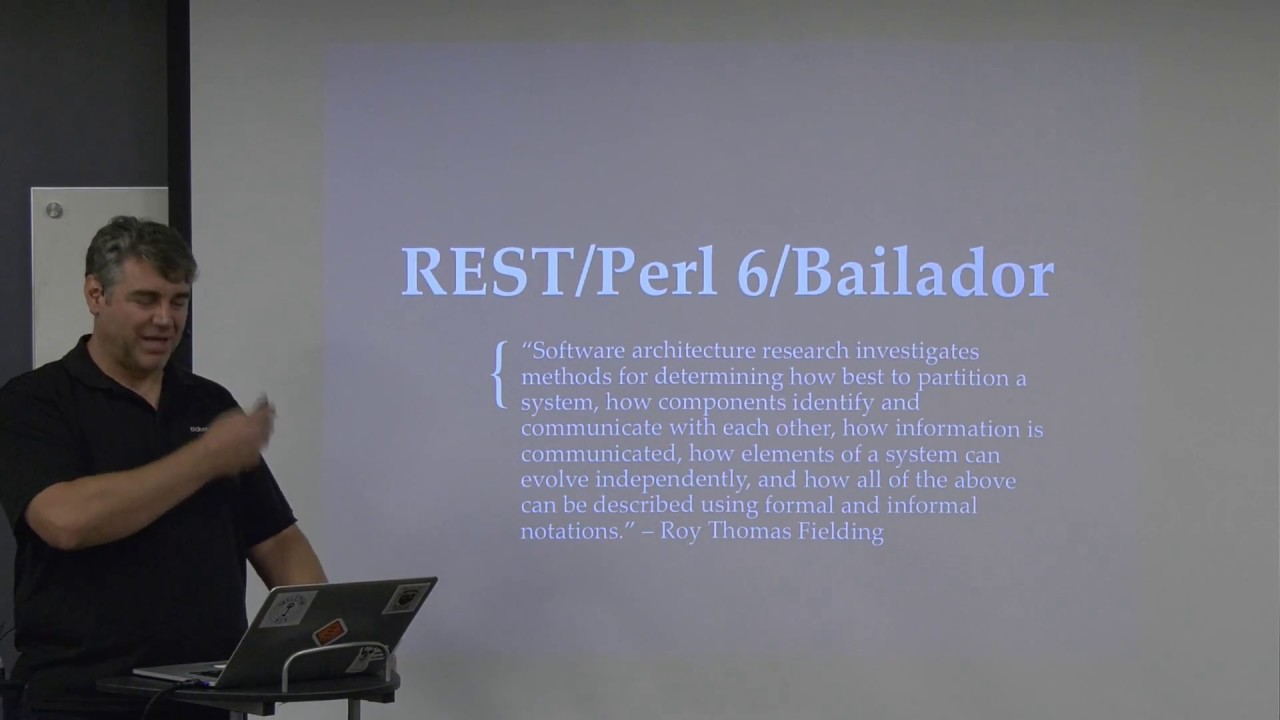 REST/Perl 6/Bailador
{ “Software architecture research investigates
methods for determining how best to partition a
system, how components identify and
communicate with each other, how information is
communicated, how elements of a system can
evolve independently, and how all of the above
can be described using formal and informal
notations.” – Roy Thomas Fielding